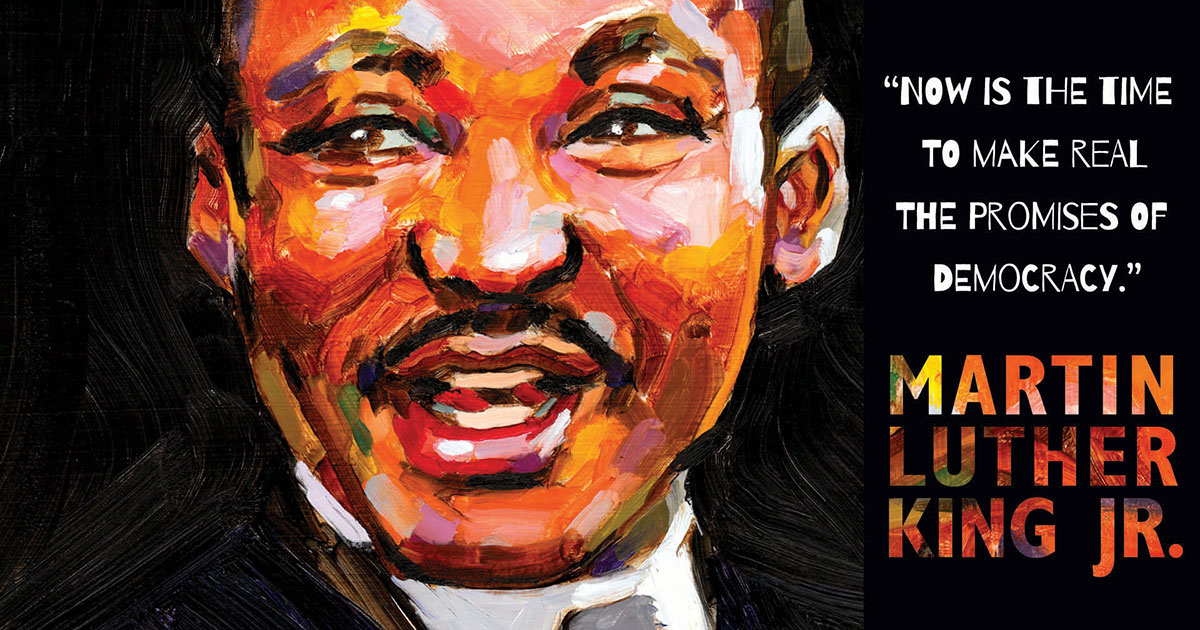 “NOW IS THE TIME
TO MAKE REAL
THE PROMISES OF
DEMOCRACY.”
MARTIN
LUTHER
KING JR.